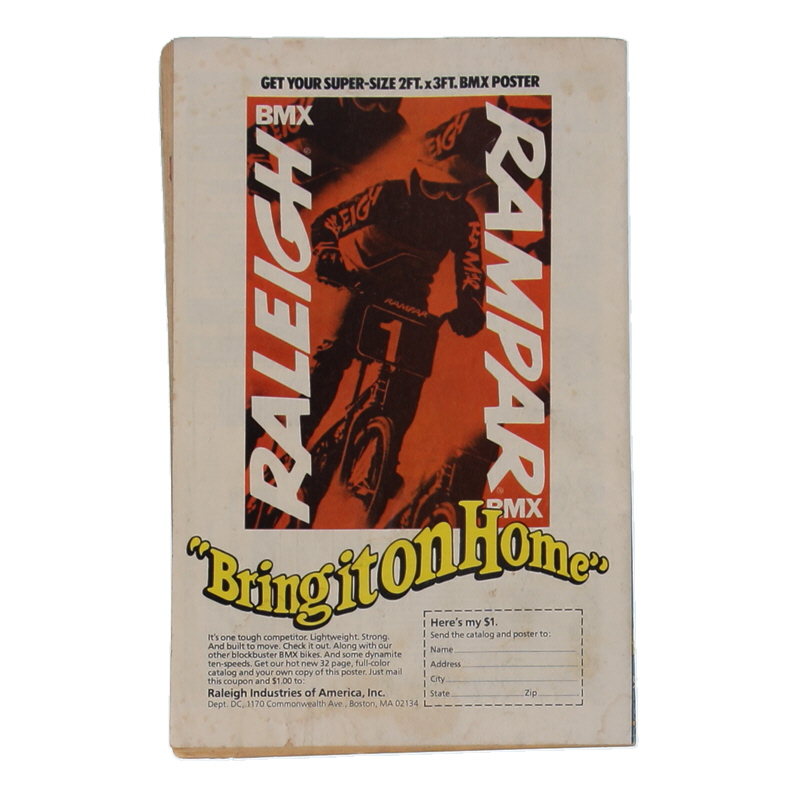 GET YOUR SUPER-SIZE 2FT. x 3FT. BMX POSTER
BMX
RALEIGH®
RAMPAR®
BMX
RALEIGH
RAMPAR
1
"Bring it on Home"
It's one tough competitor. Lightweight. Strong.
And built to move. Check it out. Along with our
other blockbuster BMX bikes. And some dynamite
ten-speeds. Get our hot new 32 page, full-color
catalog and your own copy of this poster. Just mail
this coupon and $1.00 to:
Raleigh Industries of America, Inc.
Dept. DC, 1170 Commonwealth Ave., Boston, MA 02134
Here's my $1.
Send the catalog and poster to:
Name
Address
City
State Zip